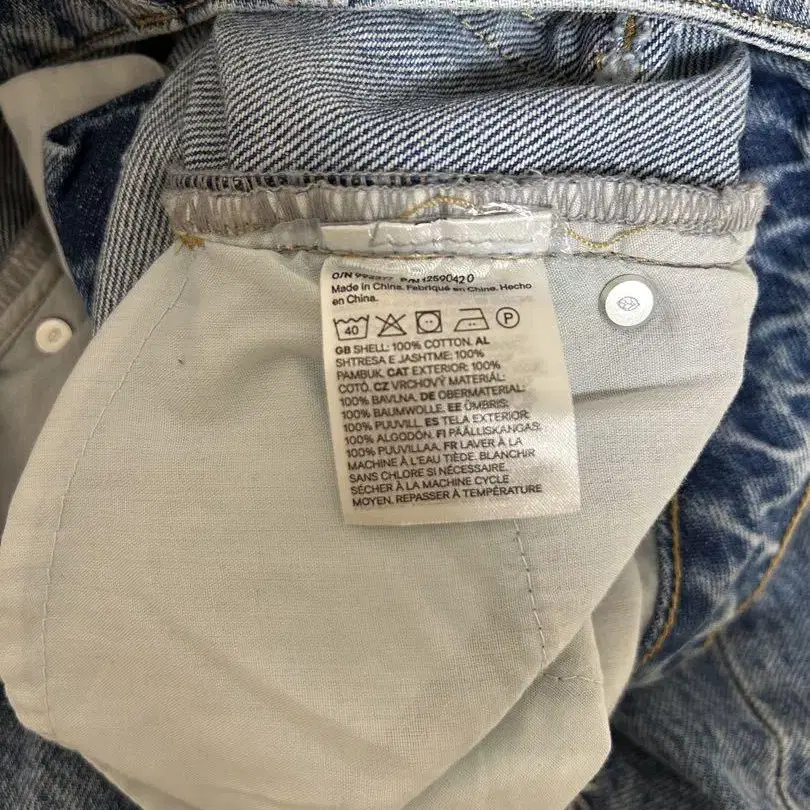 O/N
Made in China. Fabriqué en Chine. Hecho
en China.
40 P
GB SHELL: 100% COTTON. AL
SHTRESA E JASHTME: 100%
PAMBUK. CAT EXTERIOR: 100%
COTÓ. CZ VRCHOVÝ MATERIÁL:
100% BAVLNA. DE OBERMATERIAL:
100% BAUMWOLLE. EE ÜMBRIS:
100% PUUVILL. ES TELA EXTERIOR:
100% ALGODÓN. FI PÄÄLLISKANGAS:
100% PUUVILLAA. FR LAVER À LA
MACHINE À L'EAU TIÈDE. BLANCHIR
SANS CHLORE SI NÉCESSAIRE.
SÉCHER À LA MACHINE CYCLE
MOYEN. REPASSER À TEMPÉRATURE